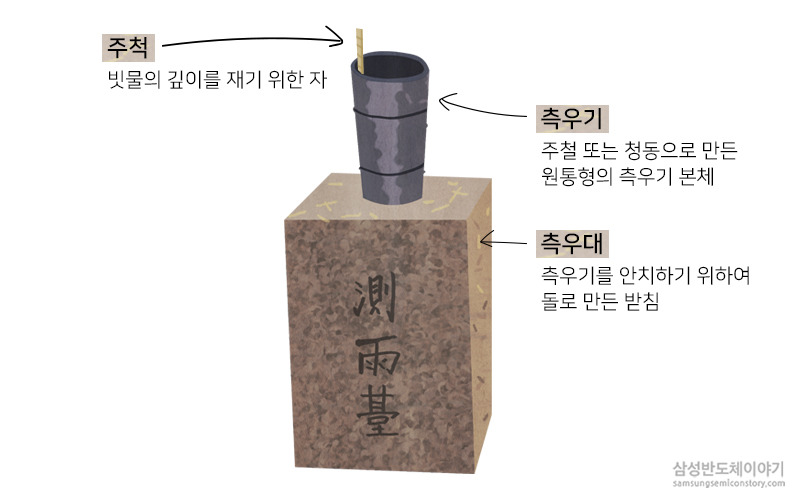 주척
빗물의 깊이를 재기 위한 자
측우기
주철 또는 청동으로 만든
원통형의 측우기 본체
측우대
측우기를 안치하기 위하여
돌로 만든 받침
測
雨
臺
삼성반도체이야기
samsungsemiconstory.com